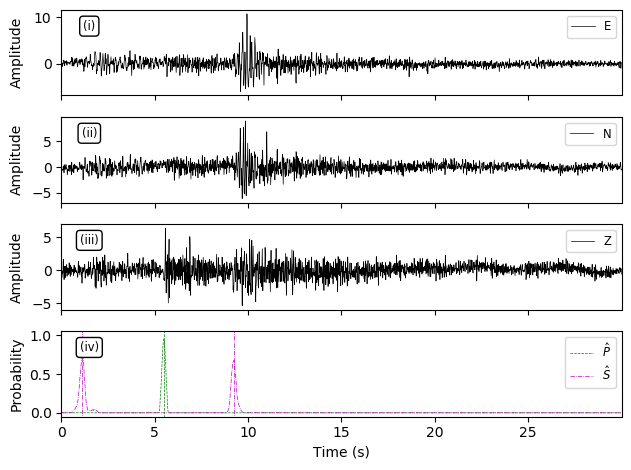 Amplitude
10
0
(i)
E
Amplitude
5
0
−5
(ii)
N
Amplitude
5
0
−5
(iii)
Z
Probability
1.0
0.5
0.0
(iv)
P̂
Ŝ
0 5 10 15 20 25
Time (s)